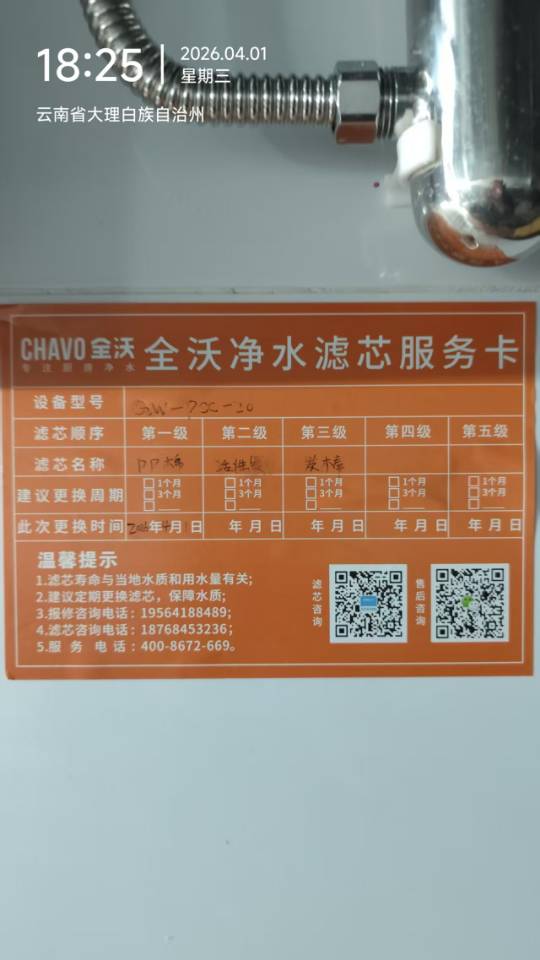 18:25
2026.04.01
星期三
云南省大理白族自治州
CHAVO 全沃
专注厨房净水
全沃净水滤芯服务卡
设备型号
滤芯顺序 第一级 第二级 第三级 第四级 第五级
滤芯名称 PP棉 炭棒
建议更换周期 1个月 1个月 1个月 1个月 1个月
3个月 3个月 3个月 3个月 3个月
此次更换时间 年 月 日 年 月 日 年 月 日 年 月 日 年 月 日
温馨提示
1.滤芯寿命与当地水质和用水量有关;
2.建议定期更换滤芯，保障水质;
3.报修咨询电话：19564188489;
4.滤芯咨询电话：18768453236;
5.服务电话：400-8672-669。
滤芯咨询
售后咨询